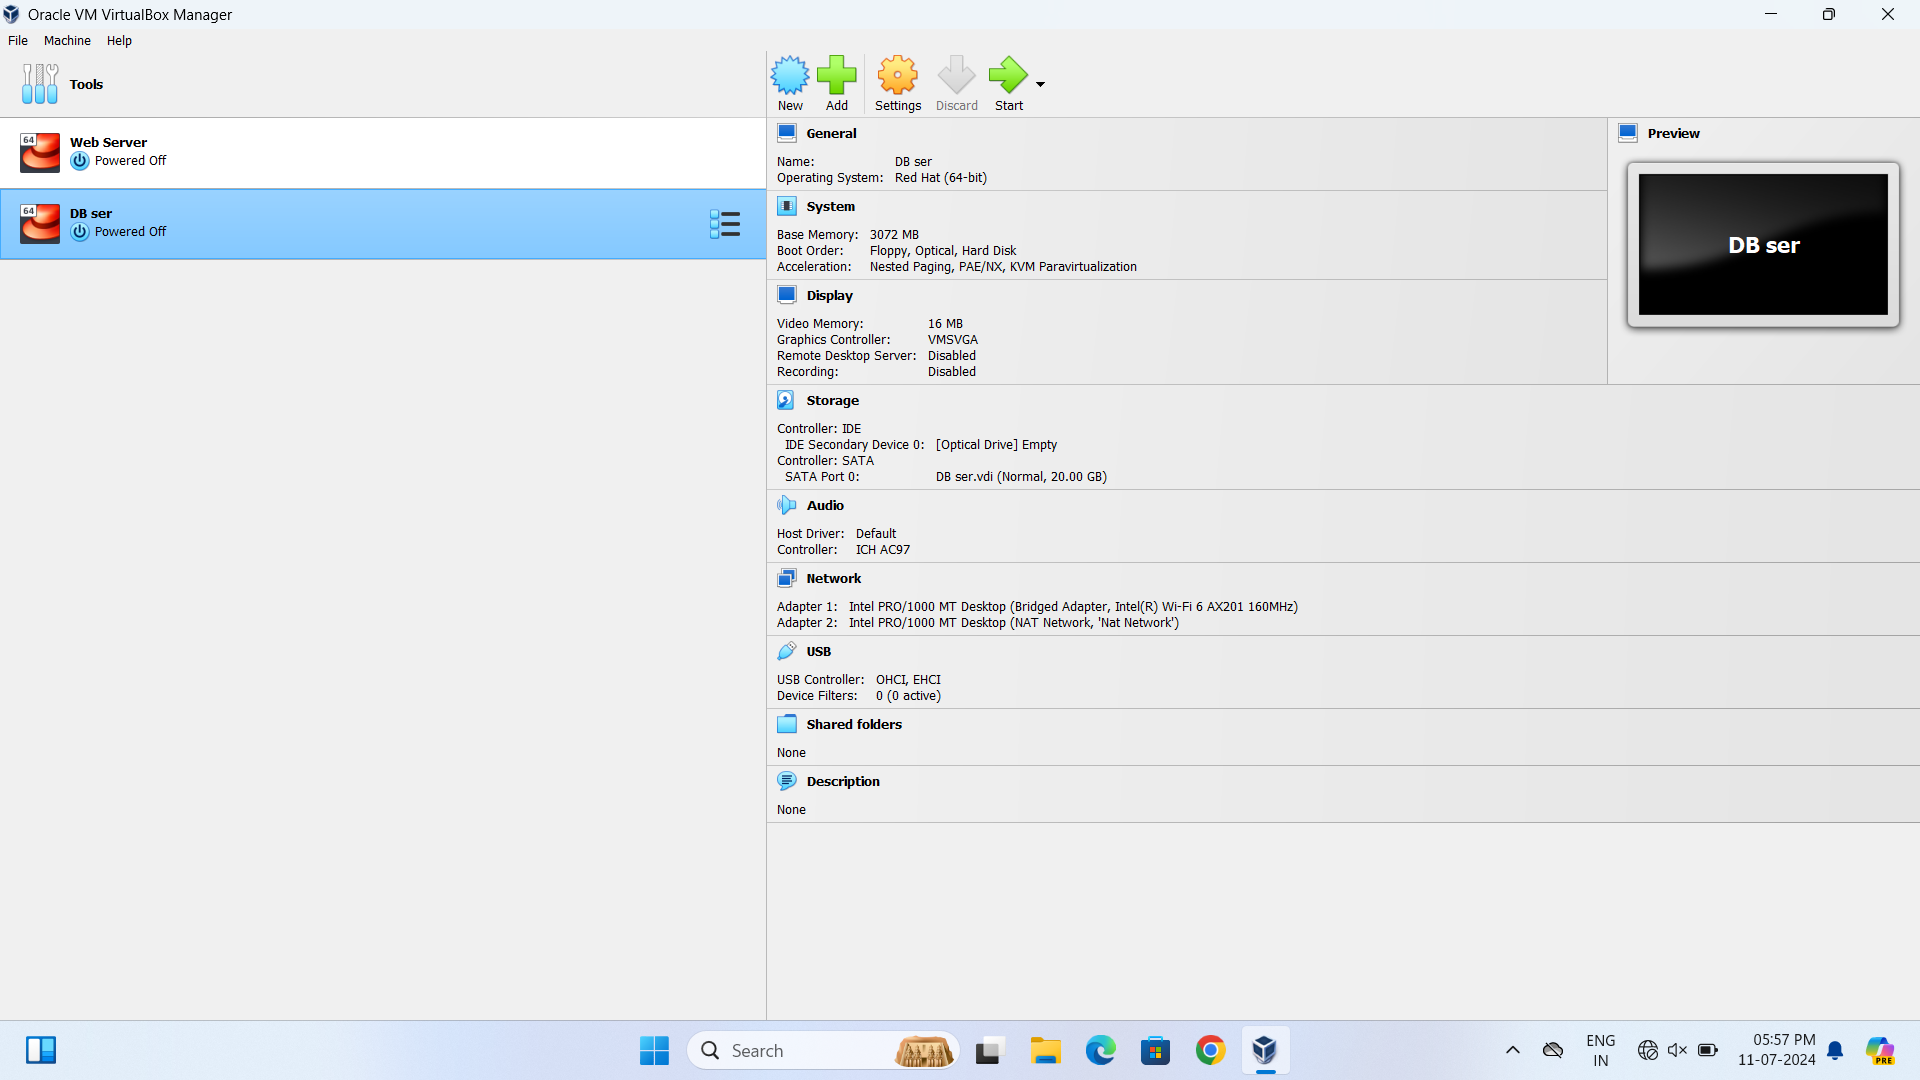 Oracle VM VirtualBox Manager
File Machine Help
Tools
New Add Settings Discard Start
64
Web Server
Powered Off
64
DB ser
Powered Off
General
Name: DB ser
Operating System: Red Hat (64-bit)
System
Base Memory: 3072 MB
Boot Order: Floppy, Optical, Hard Disk
Acceleration: Nested Paging, PAE/NX, KVM Paravirtualization
Display
Video Memory: 16 MB
Graphics Controller: VMSVGA
Remote Desktop Server: Disabled
Recording: Disabled
Preview
DB ser
Storage
Controller: IDE
IDE Secondary Device 0: [Optical Drive] Empty
Controller: SATA
SATA Port 0: DB ser.vdi (Normal, 20.00 GB)
Audio
Host Driver: Default
Controller: ICH AC97
Network
Adapter 1: Intel PRO/1000 MT Desktop (Bridged Adapter, Intel(R) Wi-Fi 6 AX201 160MHz)
Adapter 2: Intel PRO/1000 MT Desktop (NAT Network, 'Nat Network')
USB
USB Controller: OHCI, EHCI
Device Filters: 0 (0 active)
Shared folders
None
Description
None
Search
ENG
IN
05:57 PM
11-07-2024
PRE